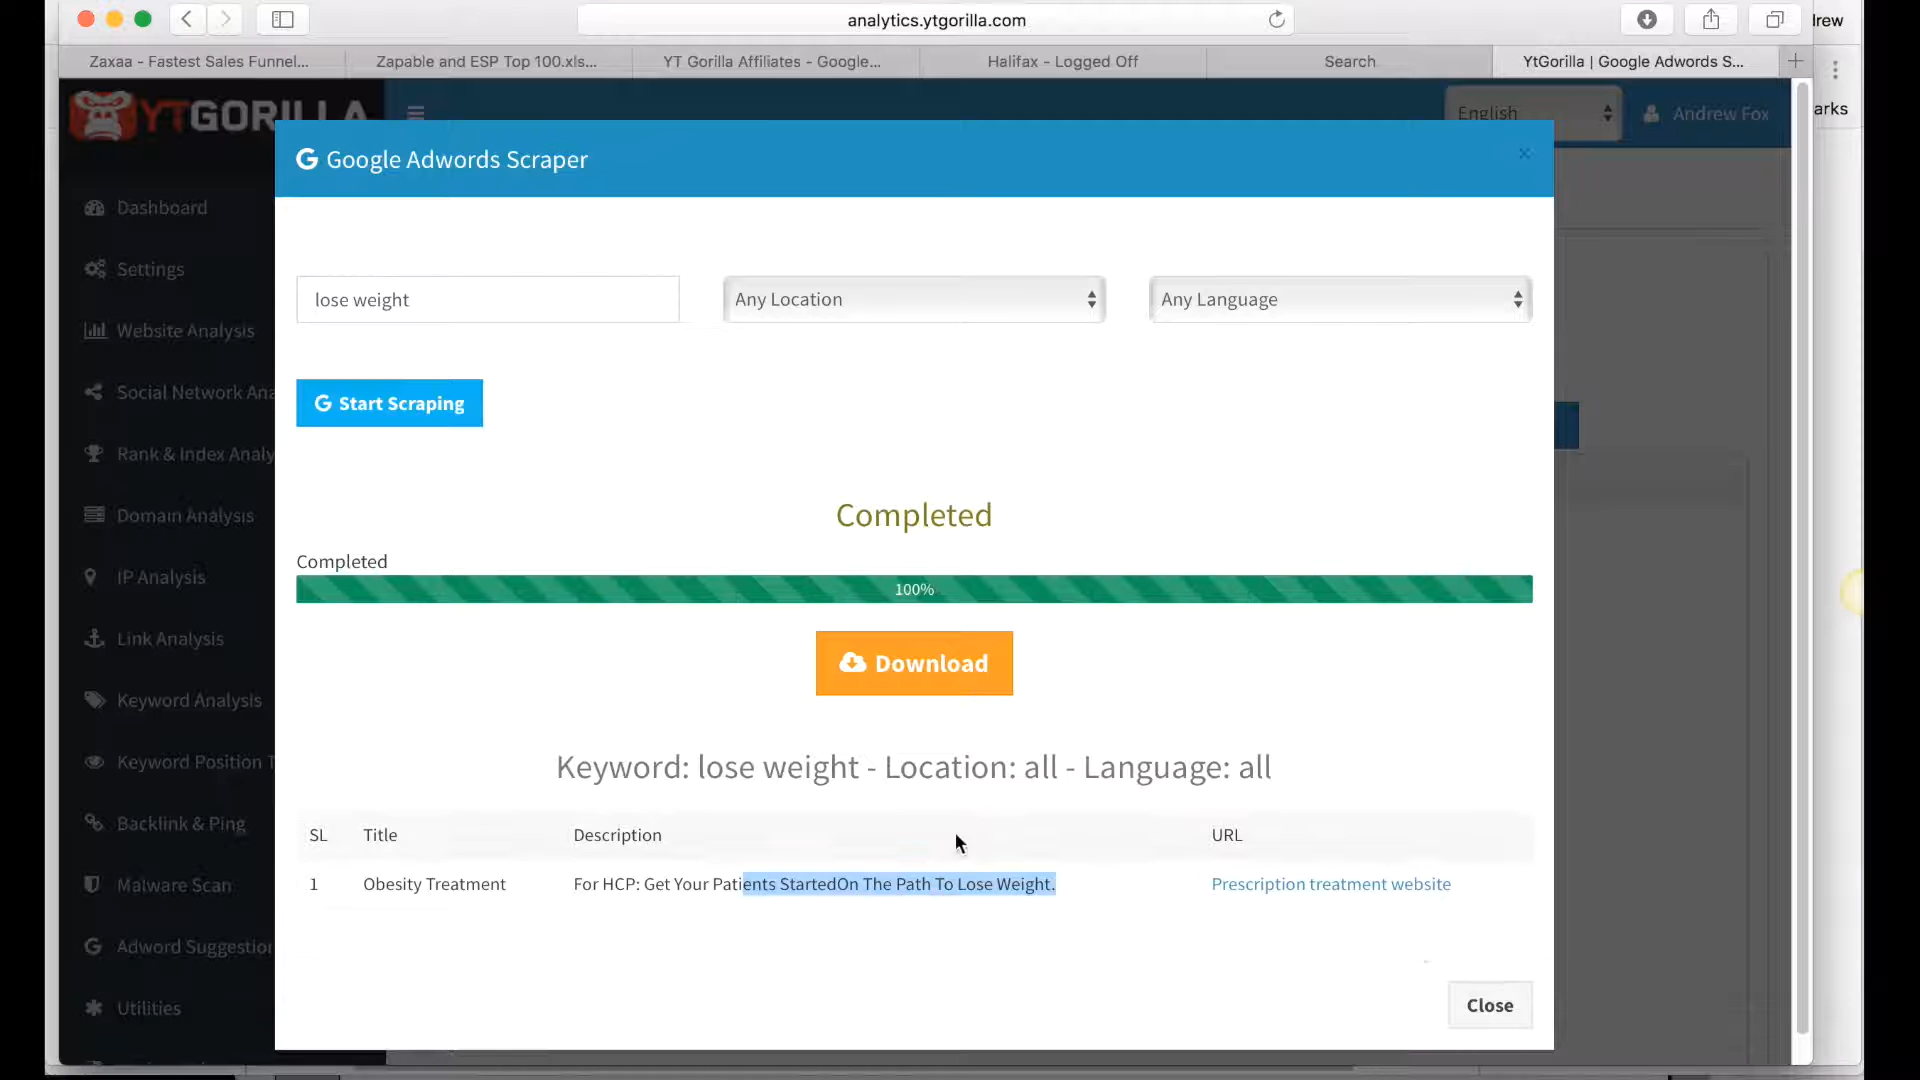 analytics.ytgorilla.com
drew
Zaxaa - Fastest Sales Funnel...
Zapable and ESP Top 100.xls...
YT Gorilla Affiliates - Google...
Halifax - Logged Off
Search
YtGorilla | Google Adwords S...
arks
YTGORILLA
English
Andrew Fox
Google Adwords Scraper
×
Dashboard
Settings
Website Analysis
Social Network Ana
Rank & Index Analy
Domain Analysis
IP Analysis
Link Analysis
Keyword Analysis
Keyword Position T
Backlink & Ping
Malware Scan
Adword Suggestion
Utilities
lose weight
Any Location
Any Language
G Start Scraping
Completed
Completed
100%
Download
Keyword: lose weight - Location: all - Language: all
SL Title Description URL
1 Obesity Treatment For HCP: Get Your Patients StartedOn The Path To Lose Weight. Prescription treatment website
Close